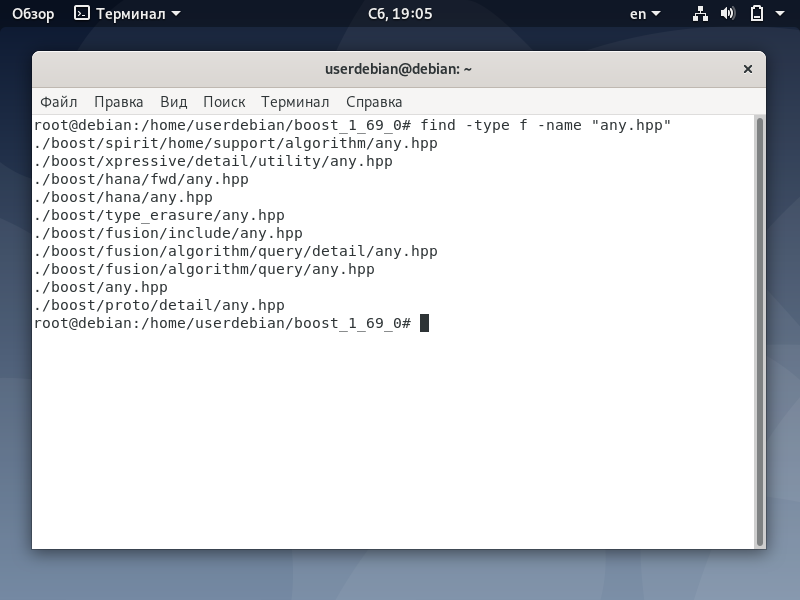 Обзор Терминал Сб, 19:05 en
userdebian@debian: ~ ×
Файл Правка Вид Поиск Терминал Справка
root@debian:/home/userdebian/boost_1_69_0# find -type f -name "any.hpp"
./boost/spirit/home/support/algorithm/any.hpp
./boost/xpressive/detail/utility/any.hpp
./boost/hana/fwd/any.hpp
./boost/hana/any.hpp
./boost/type_erasure/any.hpp
./boost/fusion/include/any.hpp
./boost/fusion/algorithm/query/detail/any.hpp
./boost/fusion/algorithm/query/any.hpp
./boost/any.hpp
./boost/proto/detail/any.hpp
root@debian:/home/userdebian/boost_1_69_0#